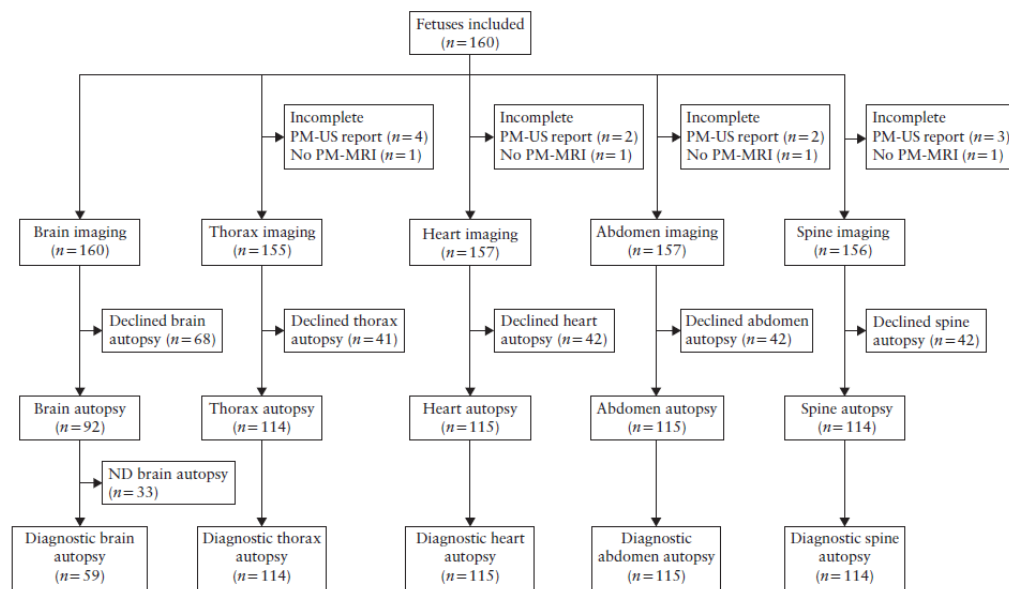 Fetuses included
(n=160)
Incomplete
PM-US report (n=4)
No PM-MRI (n=1)
Incomplete
PM-US report (n=2)
No PM-MRI (n=1)
Incomplete
PM-US report (n=2)
No PM-MRI (n=1)
Incomplete
PM-US report (n=3)
No PM-MRI (n=1)
Brain imaging
(n=160)
Thorax imaging
(n=155)
Heart imaging
(n=157)
Abdomen imaging
(n=157)
Spine imaging
(n=156)
Declined brain
autopsy (n=68)
Declined thorax
autopsy (n=41)
Declined heart
autopsy (n=42)
Declined abdomen
autopsy (n=42)
Declined spine
autopsy (n=42)
Brain autopsy
(n=92)
Thorax autopsy
(n=114)
Heart autopsy
(n=115)
Abdomen autopsy
(n=115)
Spine autopsy
(n=114)
ND brain autopsy
(n=33)
Diagnostic brain
autopsy
(n=59)
Diagnostic thorax
autopsy
(n=114)
Diagnostic heart
autopsy
(n=115)
Diagnostic
abdomen autopsy
(n=115)
Diagnostic spine
autopsy
(n=114)